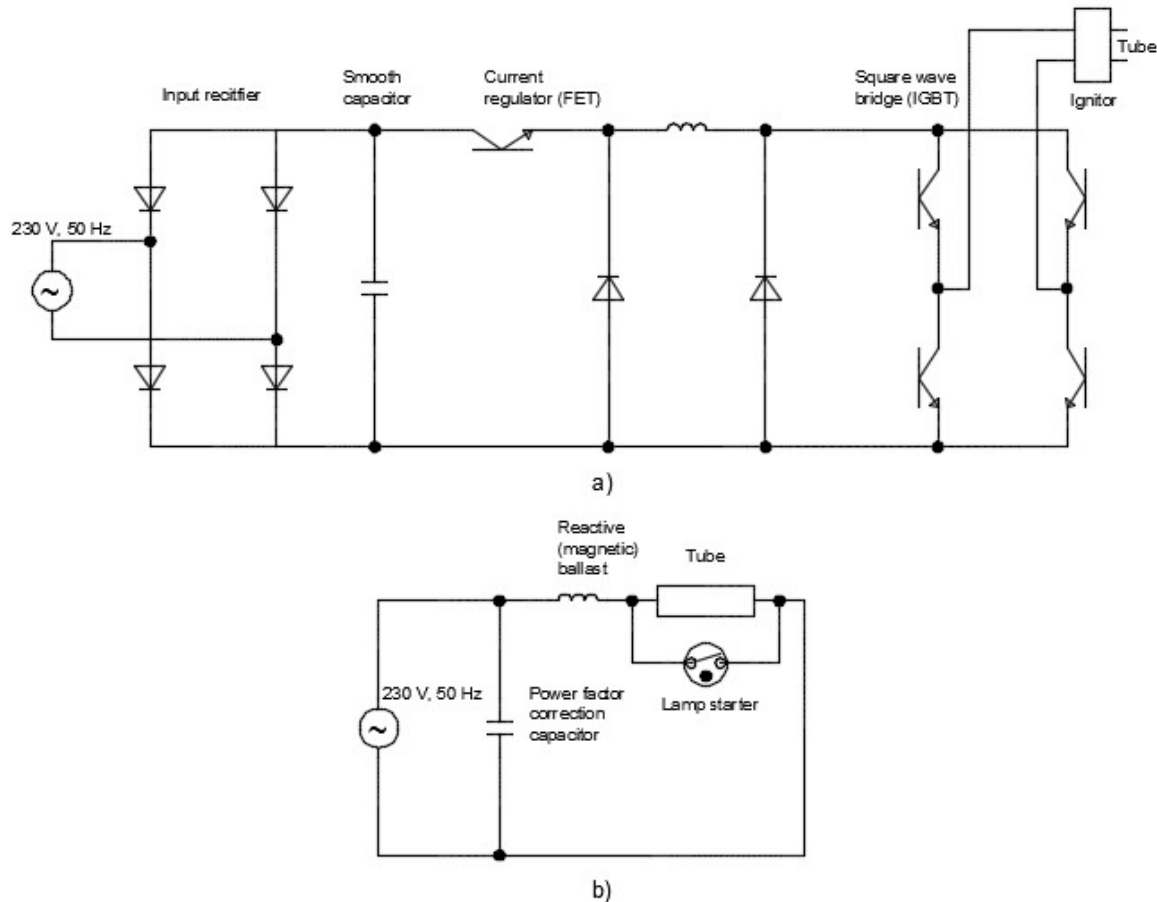 Input recitfier
Smooth
capacitor
Current
regulator (FET)
Square wave
bridge (IGBT)
Tube
Ignitor
230 V, 50 Hz
~
a)
Reactive
(magnetic)
ballast
Tube
Lamp starter
230 V, 50 Hz
~
Power factor
correction
capacitor
b)